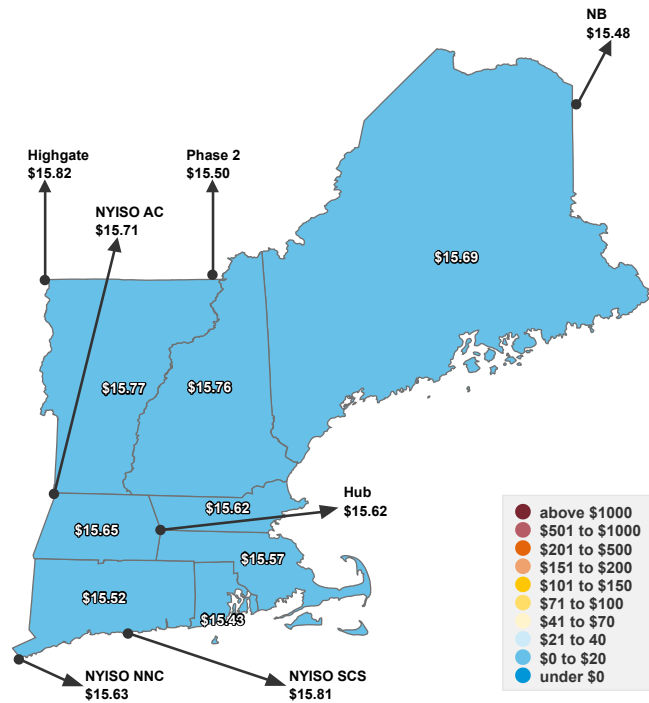 NB
$15.48
Highgate
$15.82
Phase 2
$15.50
NYISO AC
$15.71
$15.69
$15.77
$15.76
Hub
$15.62
$15.62
$15.65
$15.57
$15.52
$15.43
NYISO NNC
$15.63
NYISO SCS
$15.81
above $1000
$501 to $1000
$201 to $500
$151 to $200
$101 to $150
$71 to $100
$41 to $70
$21 to 40
$0 to $20
under $0